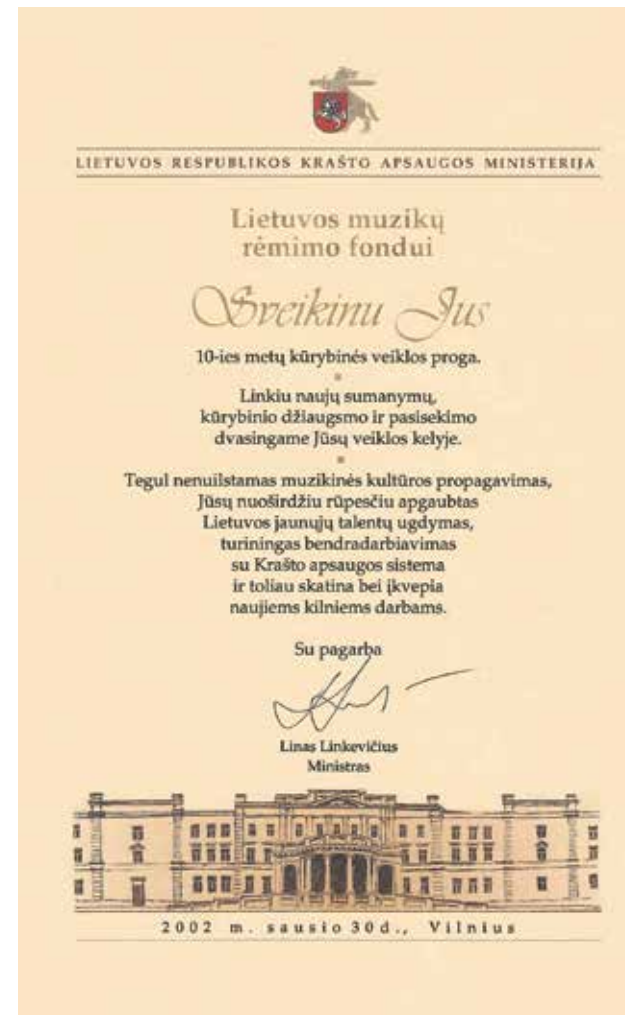 LIETUVOS RESPUBLIKOS KRAŠTO APSAUGOS MINISTERIJA
Lietuvos muzikų
rėmimo fondui
Sveikinu Jus
10-ies metų kūrybinės veiklos proga.
Linkiu naujų sumanymų,
kūrybinio džiaugsmo ir pasisekimo
dvasingame Jūsų veiklos kelyje.
Tegul nenuilstamas muzikinės kultūros propagavimas,
Jūsų nuoširdžiu rūpesčiu apgaubtas
Lietuvos jaunųjų talentų ugdymas,
turiningas bendradarbiavimas
su Krašto apsaugos sistema
ir toliau skatina bei įkvepia
naujiems kilniems darbams.
Su pagarba
Linas Linkevičius
Ministras
2002 m. sausio 30 d., Vilnius